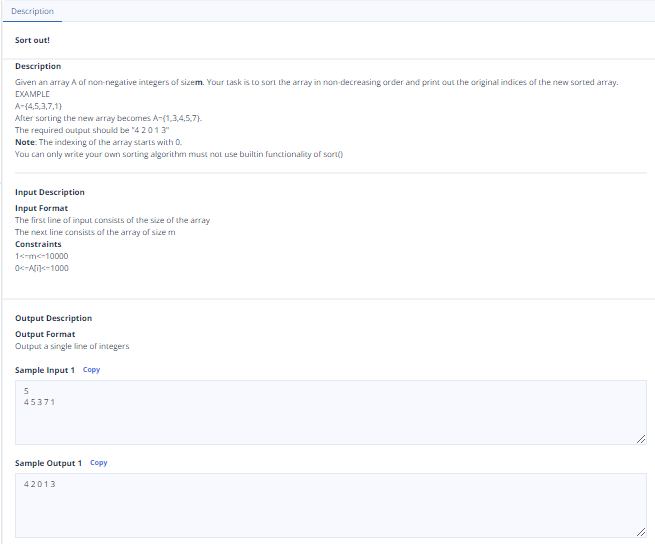 Description
Sort out!
Description
Given an array A of non-negative integers of sizem. Your task is to sort the array in non-decreasing order and print out the original indices of the new sorted array.
EXAMPLE
A={4,5,3,7,1}
After sorting the new array becomes A={1,3,4,5,7}.
The required output should be "4 2 0 1 3"
Note: The indexing of the array starts with 0.
You can only write your own sorting algorithm must not use builtin functionality of sort()
Input Description
Input Format
The first line of input consists of the size of the array
The next line consists of the array of size m
Constraints
1<=m<=10000
0<=A[i]<=1000
Output Description
Output Format
Output a single line of integers
Sample Input 1 Copy
5
4 5 3 7 1
Sample Output 1 Copy
4 2 0 1 3